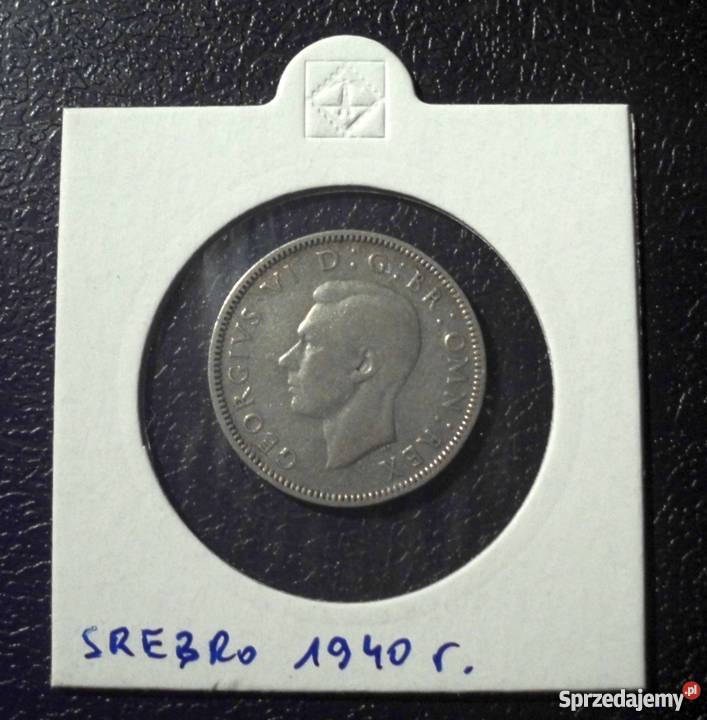 GEORGIVS VI D:G:BR:OMN:REX
SREBRO 1940 r.
Sprzedajemy.pl